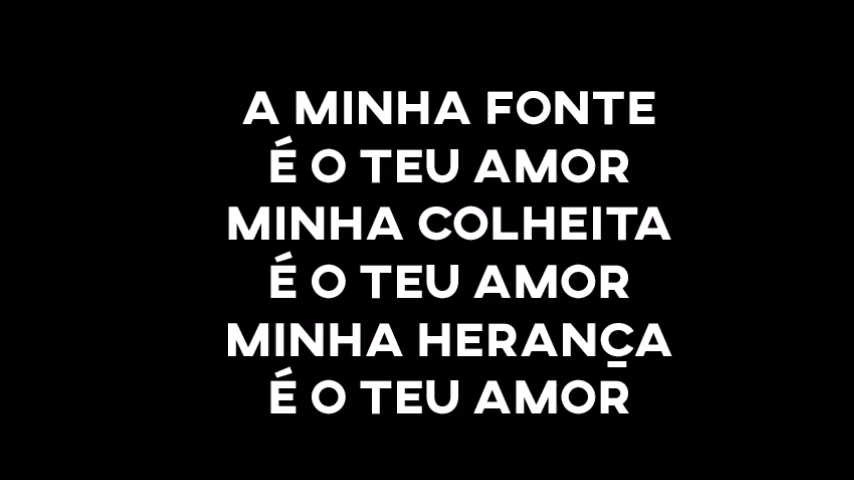 A MINHA FONTE
É O TEU AMOR
MINHA COLHEITA
É O TEU AMOR
MINHA HERANÇA
É O TEU AMOR